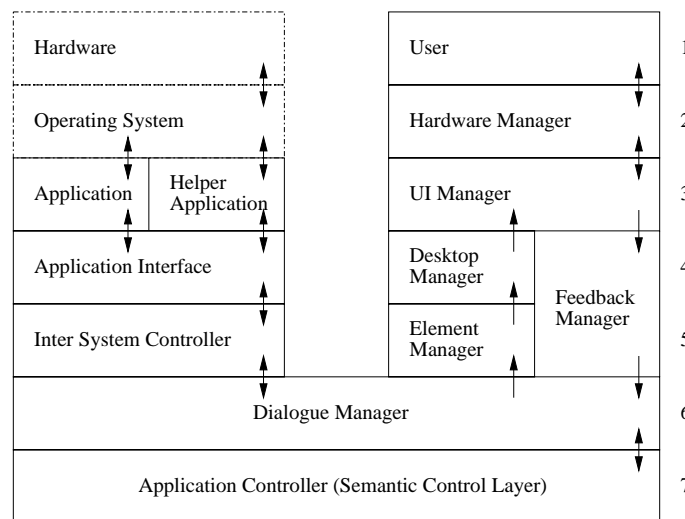 Hardware
User
1
Operating System
Hardware Manager
2
Application
Helper
Application
UI Manager
3
Application Interface
Desktop
Manager
4
Feedback
Manager
Inter System Controller
Element
Manager
5
Dialogue Manager
6
Application Controller (Semantic Control Layer)
7